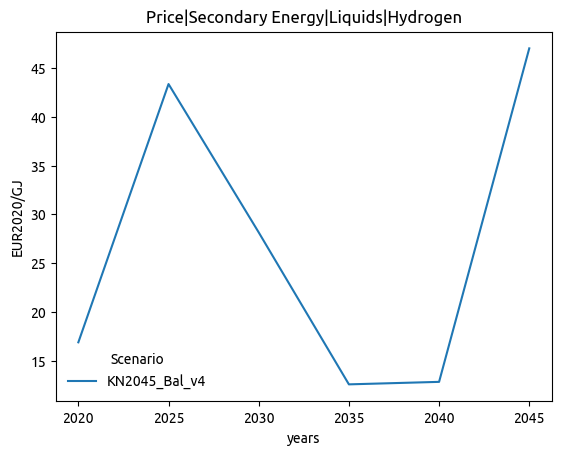 Price|Secondary Energy|Liquids|Hydrogen
EUR2020/GJ
45
40
35
30
25
20
15
Scenario
KN2045_Bal_v4
2020 2025 2030 2035 2040 2045
years